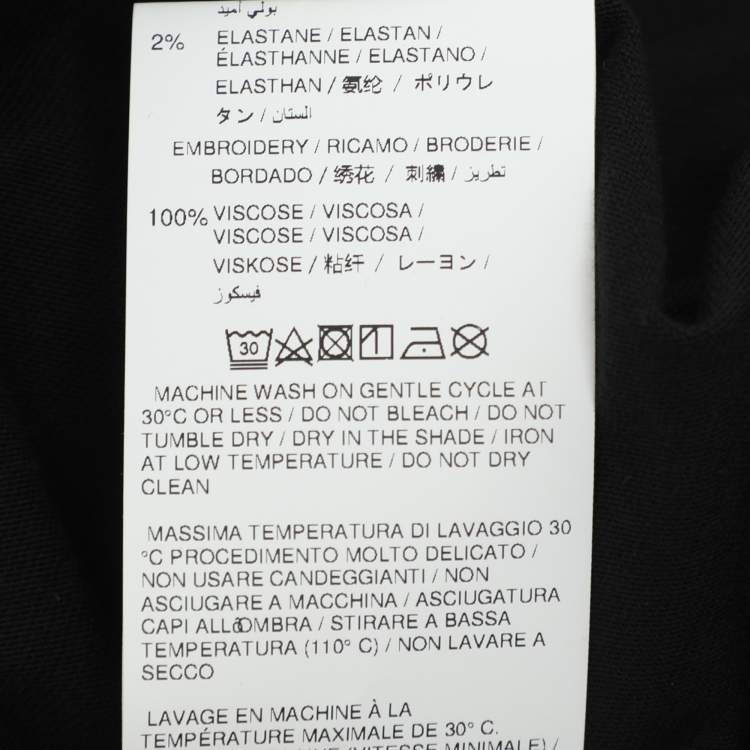 بولي أميد
2% ELASTANE / ELASTAN /
ÉLASTHANNE / ELASTANO /
ELASTHAN / 氨纶 / ポリウレ
タン / الستان
EMBROIDERY / RICAMO / BRODERIE /
BORDADO / 绣花 / 刺繍 / تطريز
100% VISCOSE / VISCOSA /
VISCOSE / VISCOSA /
VISKOSE / 粘纤 / レーヨン /
فيسكوز
30
MACHINE WASH ON GENTLE CYCLE AT
30°C OR LESS / DO NOT BLEACH / DO NOT
TUMBLE DRY / DRY IN THE SHADE / IRON
AT LOW TEMPERATURE / DO NOT DRY
CLEAN
MASSIMA TEMPERATURA DI LAVAGGIO 30
°C PROCEDIMENTO MOLTO DELICATO /
NON USARE CANDEGGIANTI / NON
ASCIUGARE A MACCHINA / ASCIUGATURA
CAPI ALL OMBRA / STIRARE A BASSA
TEMPERATURA (110° C) / NON LAVARE A
SECCO
LAVAGE EN MACHINE À LA
TEMPÉRATURE MAXIMALE DE 30° C.
(VITESSE MINIMALE) /